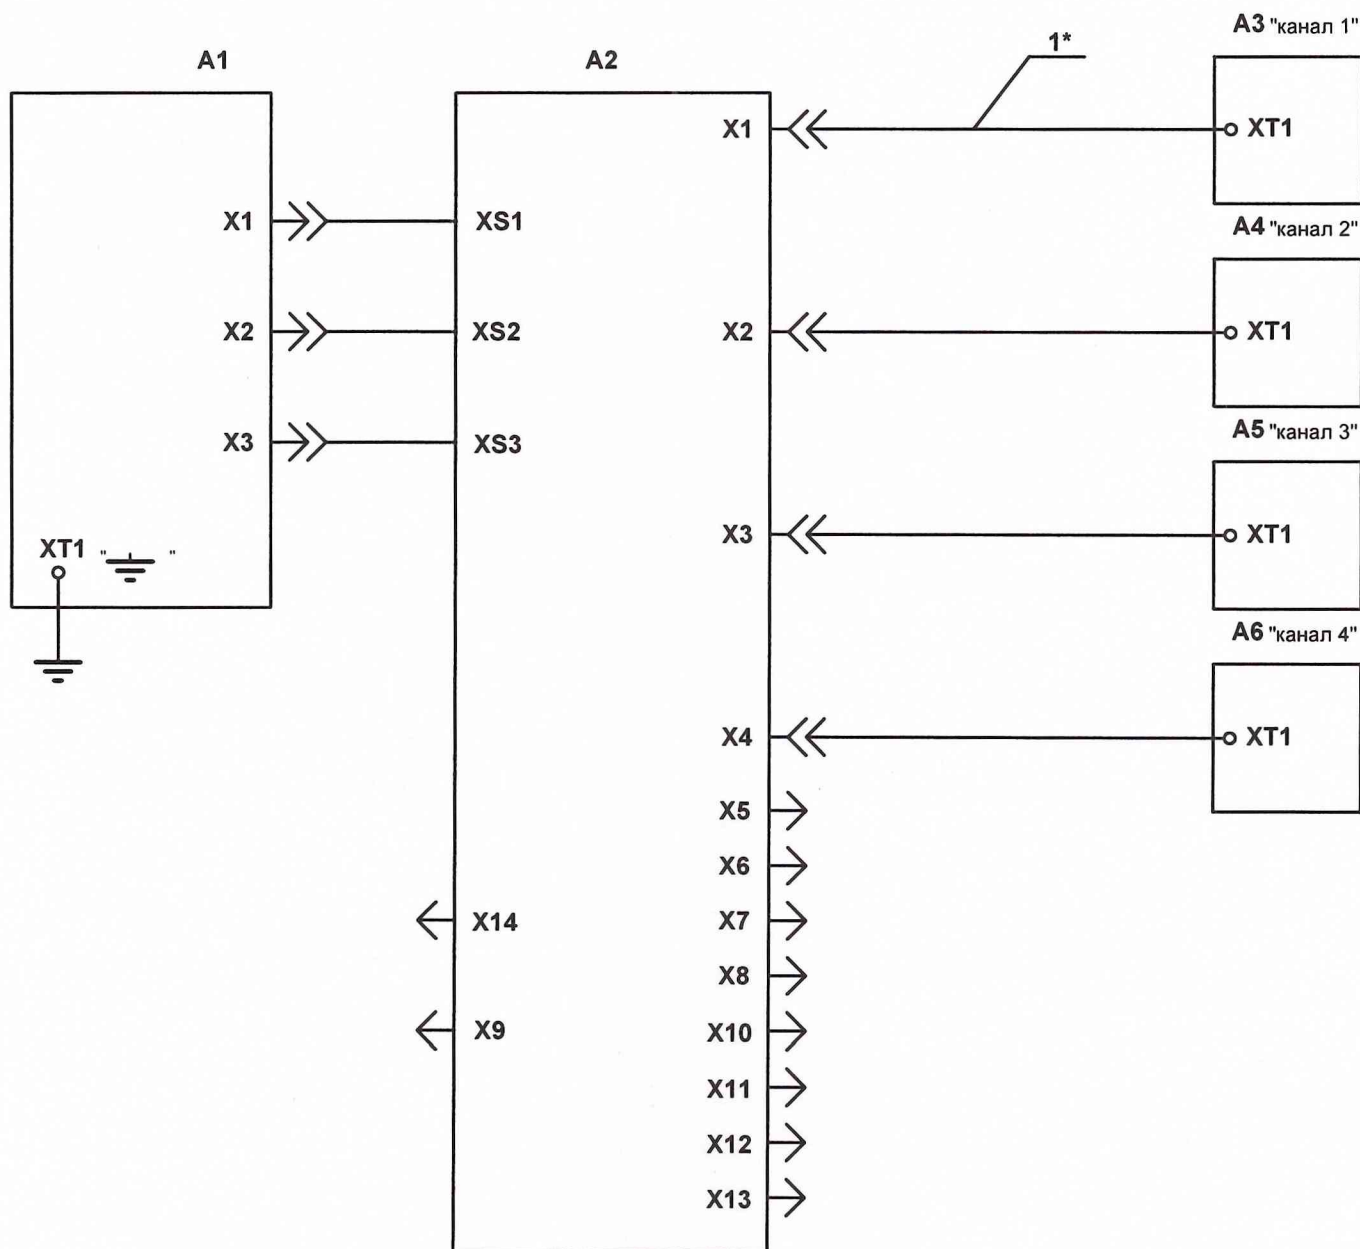 A1
A2
1*
A3 "канал 1"
X1
XT1
X1
XS1
A4 "канал 2"
X2
XS2
X2
XT1
A5 "канал 3"
X3
XS3
X3
XT1
XT1 " "
A6 "канал 4"
X4
XT1
X5
X6
X14
X7
X8
X9
X10
X11
X12
X13